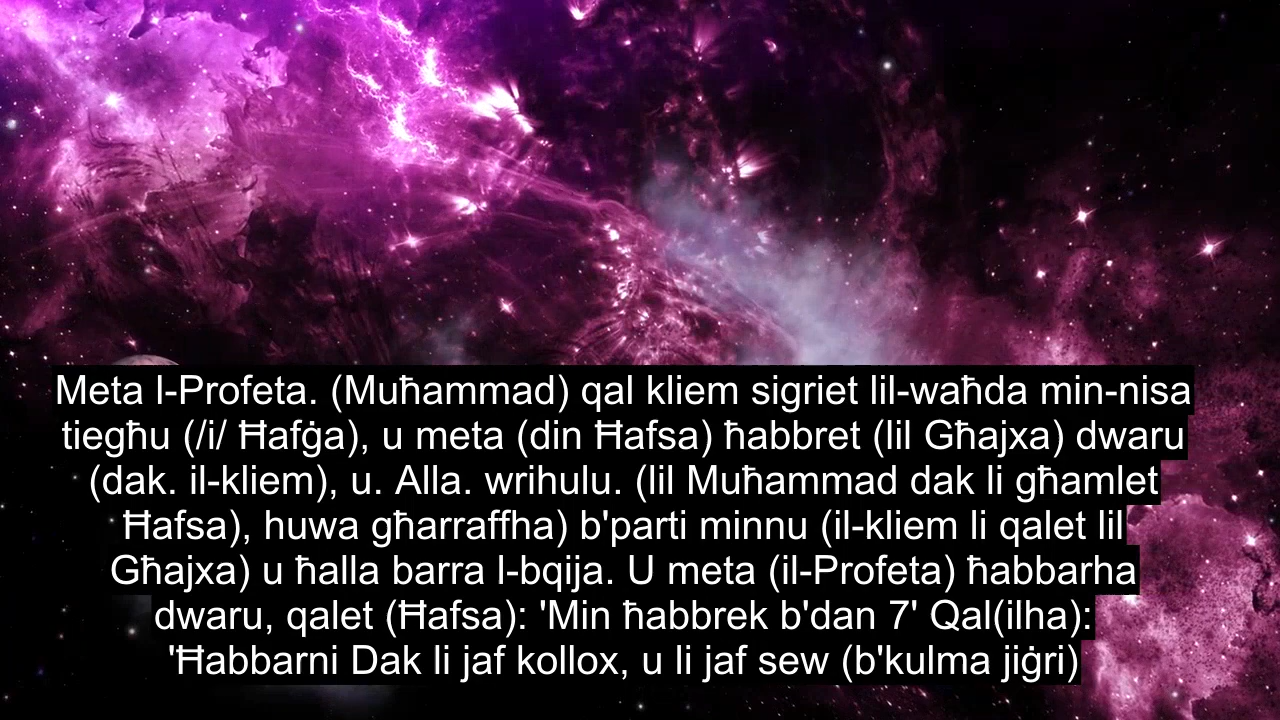 Meta l-Profeta. (Muħammad) qal kliem sigriet lil-waħda min-nisa
tiegħu (/i/ Ħafġa), u meta (din Ħafsa) ħabbret (lil Għajxa) dwaru
(dak. il-kliem), u. Alla. wrihulu. (lil Muħammad dak li għamlet
Ħafsa), huwa għarraffha) b'parti minnu (il-kliem li qalet lil
Għajxa) u ħalla barra l-bqija. U meta (il-Profeta) ħabbarha
dwaru, qalet (Ħafsa): 'Min ħabbrek b'dan 7' Qal(ilha):
'Ħabbarni Dak li jaf kollox, u li jaf sew (b'kulma jiġri)